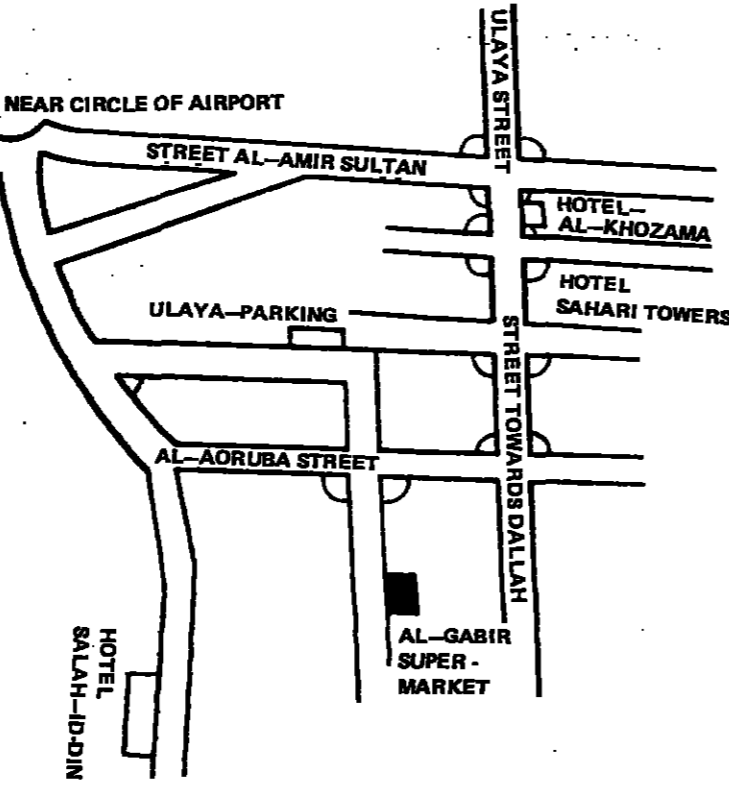 ULAYA STREET
NEAR CIRCLE OF AIRPORT
STREET AL—AMIR SULTAN
HOTEL—
AL—KHOZAMA
HOTEL
SAHARI TOWERS
ULAYA—PARKING
STREET TOWARDS DALLAH
AL—AORUBA STREET
AL—GABIR
SUPER-
MARKET
HOTEL
SALAH—ID-DIN